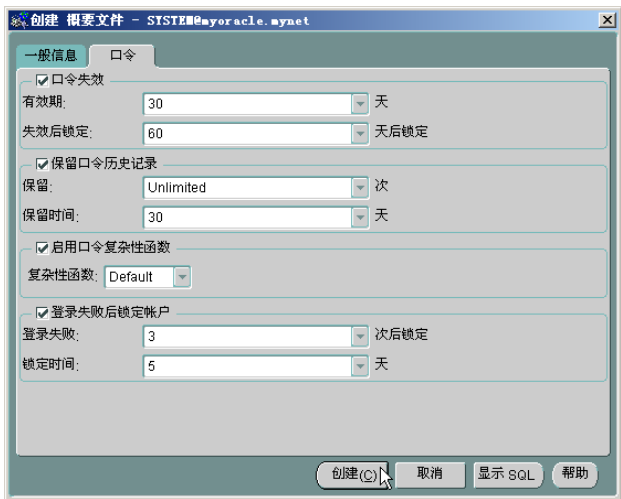 创建 概要文件 - SYSTEM@myoracle.mynet
一般信息 口令
口令失效
有效期: 30 天
失效后锁定: 60 天后锁定
保留口令历史记录
保留: Unlimited 次
保留时间: 30 天
启用口令复杂性函数
复杂性函数: Default
登录失败后锁定帐户
登录失败: 3 次后锁定
锁定时间: 5 天
创建(C) 取消 显示 SQL 帮助